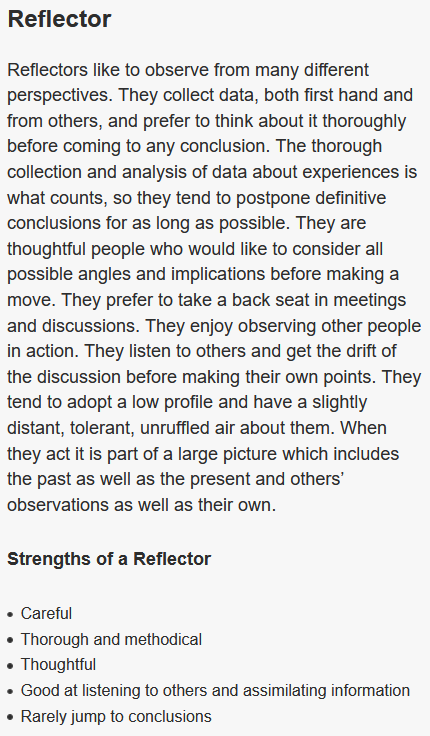 Reflector
Reflectors like to observe from many different
perspectives. They collect data, both first hand and
from others, and prefer to think about it thoroughly
before coming to any conclusion. The thorough
collection and analysis of data about experiences is
what counts, so they tend to postpone definitive
conclusions for as long as possible. They are
thoughtful people who would like to consider all
possible angles and implications before making a
move. They prefer to take a back seat in meetings
and discussions. They enjoy observing other people
in action. They listen to others and get the drift of
the discussion before making their own points. They
tend to adopt a low profile and have a slightly
distant, tolerant, unruffled air about them. When
they act it is part of a large picture which includes
the past as well as the present and others’
observations as well as their own.
Strengths of a Reflector
• Careful
• Thorough and methodical
• Thoughtful
• Good at listening to others and assimilating information
• Rarely jump to conclusions